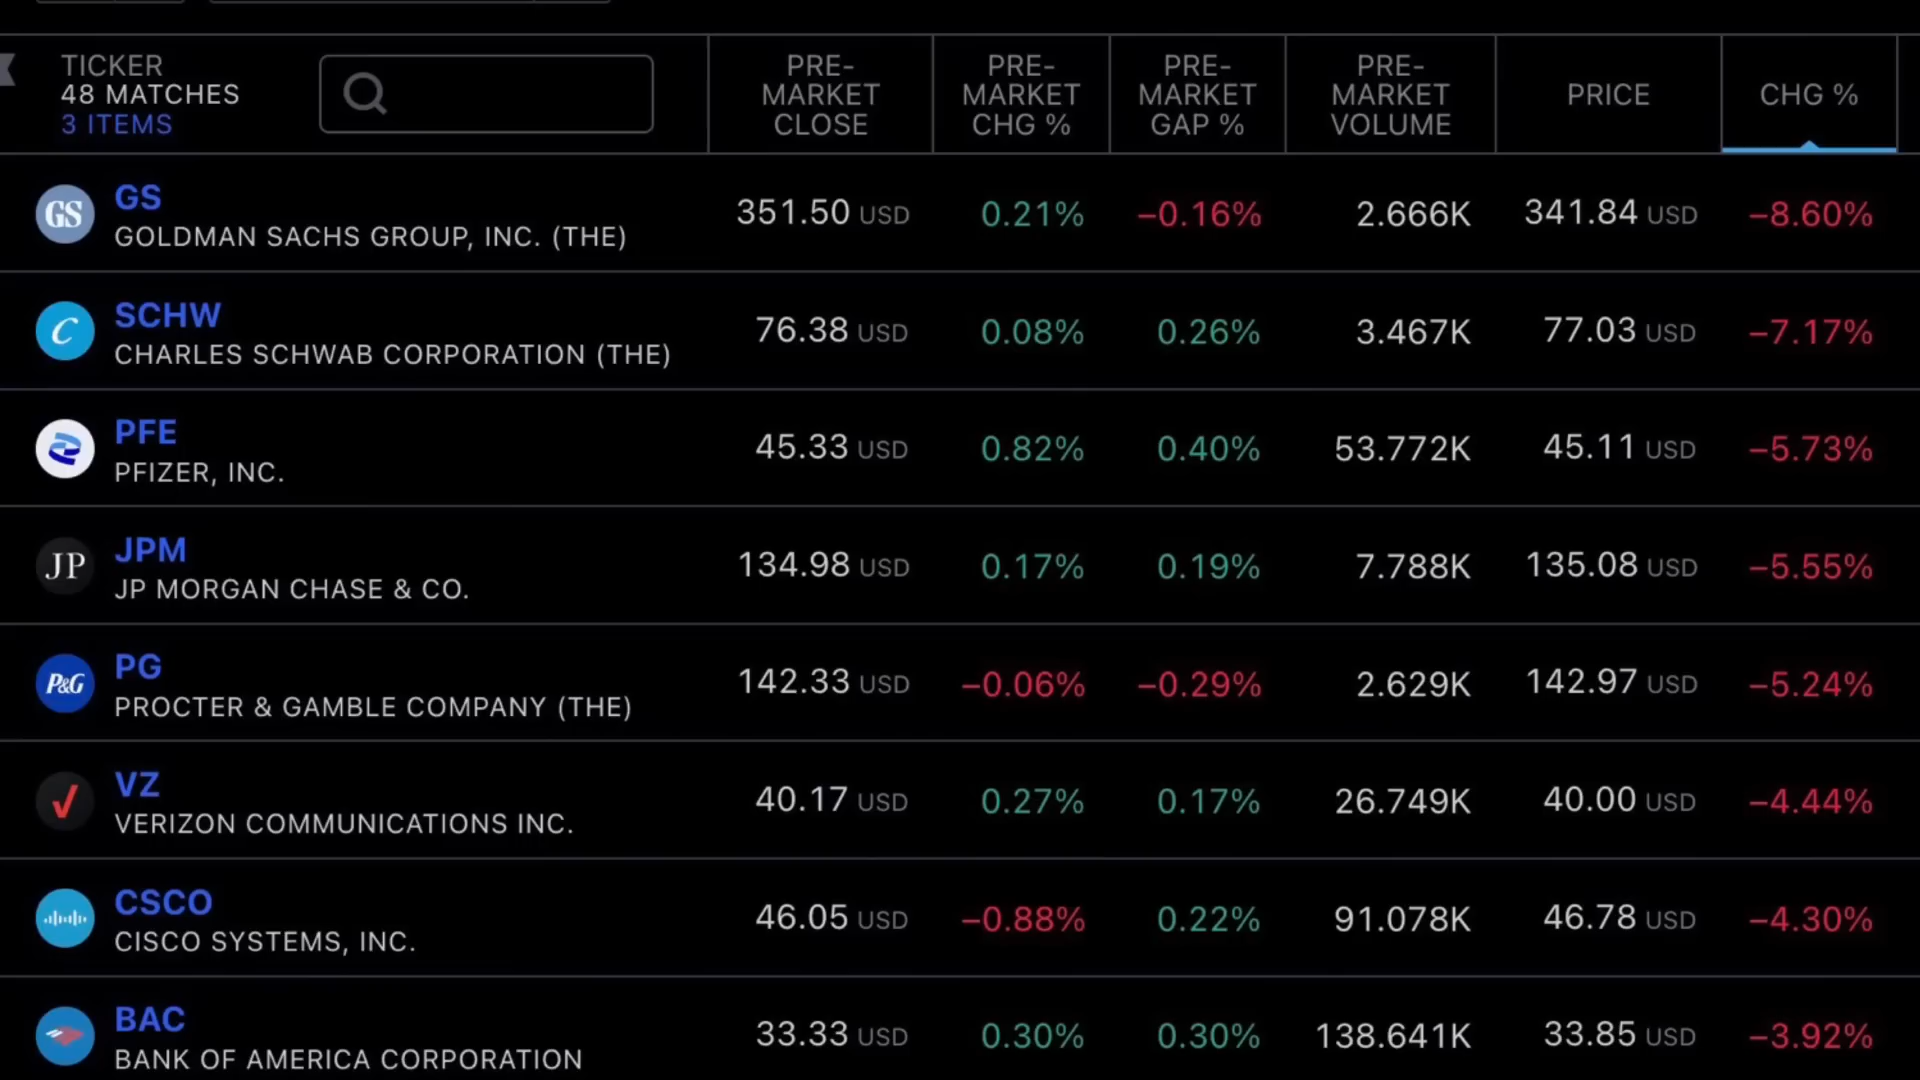 TICKER
48 MATCHES
3 ITEMS
PRE-
MARKET
CLOSE
PRE-
MARKET
CHG %
PRE-
MARKET
GAP %
PRE-
MARKET
VOLUME
PRICE
CHG %
GS
GS
GOLDMAN SACHS GROUP, INC. (THE)
351.50 USD 0.21% −0.16% 2.666K 341.84 USD −8.60%
C
SCHW
CHARLES SCHWAB CORPORATION (THE)
76.38 USD 0.08% 0.26% 3.467K 77.03 USD −7.17%
PFE
PFIZER, INC.
45.33 USD 0.82% 0.40% 53.772K 45.11 USD −5.73%
JP
JPM
JP MORGAN CHASE & CO.
134.98 USD 0.17% 0.19% 7.788K 135.08 USD −5.55%
P&G
PG
PROCTER & GAMBLE COMPANY (THE)
142.33 USD −0.06% −0.29% 2.629K 142.97 USD −5.24%
VZ
VERIZON COMMUNICATIONS INC.
40.17 USD 0.27% 0.17% 26.749K 40.00 USD −4.44%
CSCO
CISCO SYSTEMS, INC.
46.05 USD −0.88% 0.22% 91.078K 46.78 USD −4.30%
BAC
BANK OF AMERICA CORPORATION
33.33 USD 0.30% 0.30% 138.641K 33.85 USD −3.92%